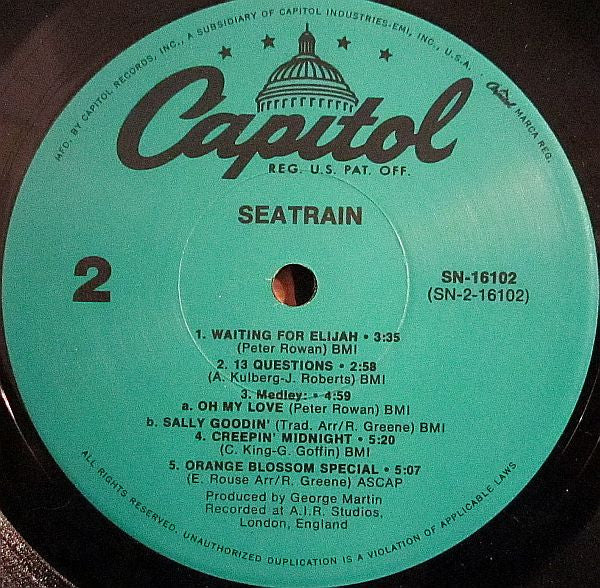 MFD. BY CAPITOL RECORDS, INC., A SUBSIDIARY OF CAPITOL INDUSTRIES-EMI, INC., U.S.A. • Capitol MARCA REG.
Capitol
REG. U.S. PAT. OFF.
SEATRAIN
2
SN-16102
(SN-2-16102)
1. WAITING FOR ELIJAH • 3:35
(Peter Rowan) BMI
2. 13 QUESTIONS • 2:58
(A. Kulberg-J. Roberts) BMI
3. Medley: • 4:59
a. OH MY LOVE (Peter Rowan) BMI
b. SALLY GOODIN' (Trad. Arr/R. Greene) BMI
4. CREEPIN' MIDNIGHT • 5:20
(C. King-G. Goffin) BMI
5. ORANGE BLOSSOM SPECIAL • 5:07
(E. Rouse Arr/R. Greene) ASCAP
Produced by George Martin
Recorded at A.I.R. Studios,
London, England
ALL RIGHTS RESERVED. UNAUTHORIZED DUPLICATION IS A VIOLATION OF APPLICABLE LAWS